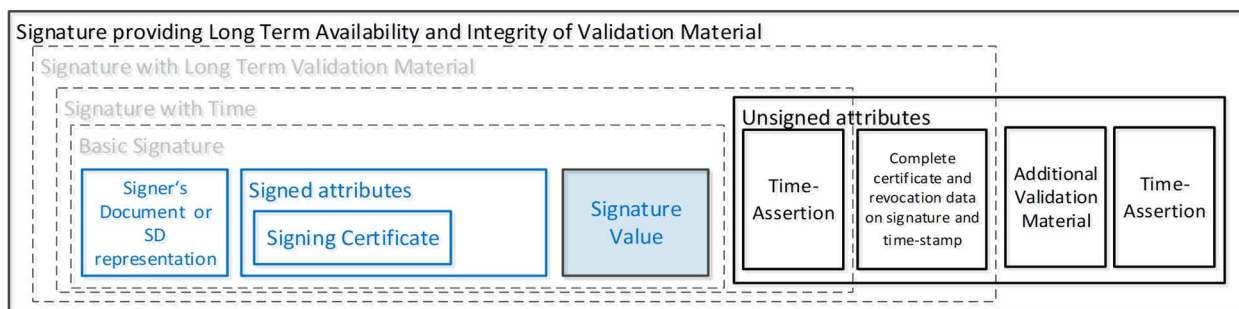 Signature providing Long Term Availability and Integrity of Validation Material
Signature with Long Term Validation Material
Signature with Time
Basic Signature
Signer's
Document or
SD
representation
Signed attributes
Signing Certificate
Signature
Value
Unsigned attributes
Time-
Assertion
Complete
certificate and
revocation data
on signature and
time-stamp
Additional
Validation
Material
Time-
Assertion